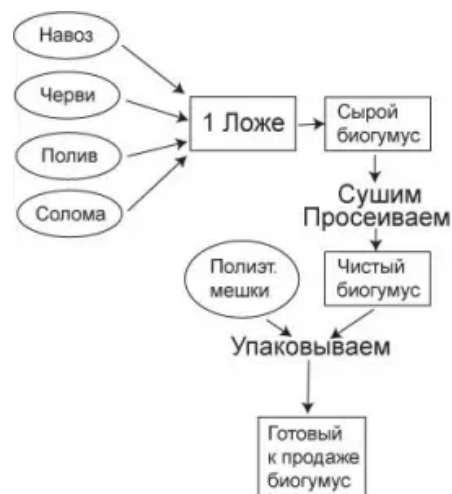 Навоз
Черви
Полив
Солома
1 Ложе
Сырой
биогумус
Сушим
Просеиваем
Полиэт.
мешки
Чистый
биогумус
Упаковываем
Готовый
к продаже
биогумус